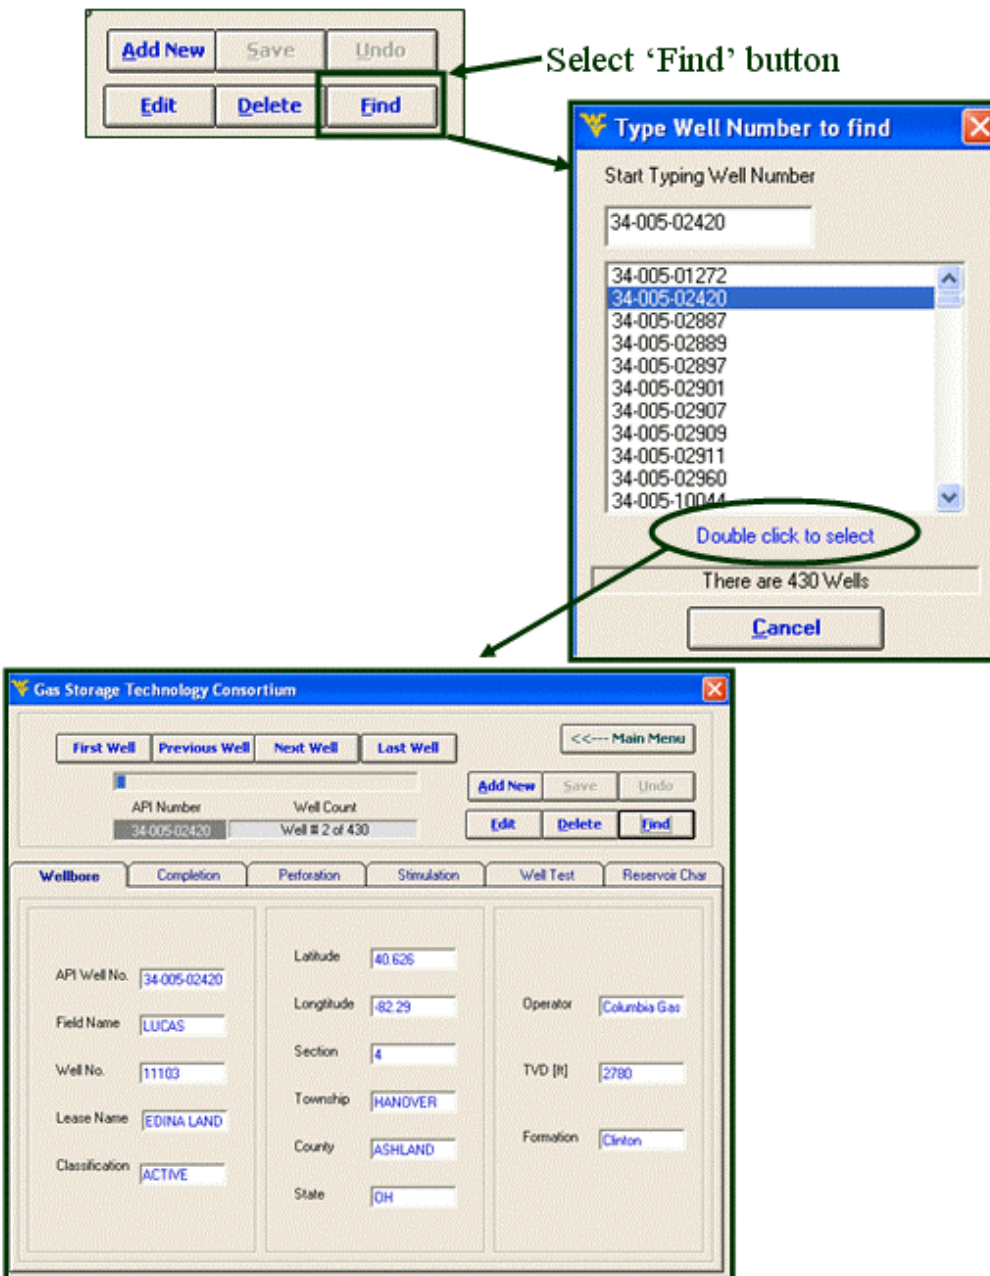 Add New Save Undo
Edit Delete Find
Select ‘Find’ button
Type Well Number to find
Start Typing Well Number
34-005-02420
34-005-01272
34-005-02420
34-005-02887
34-005-02889
34-005-02897
34-005-02901
34-005-02907
34-005-02909
34-005-02911
34-005-02960
34-005-10044
Double click to select
There are 430 Wells
Cancel
Gas Storage Technology Consortium
First Well Previous Well Next Well Last Well
<<--- Main Menu
Add New Save Undo
API Number Well Count
34-005-02420 Well # 2 of 430
Edit Delete Find
Wellbore Completion Perforation Stimulation Well Test Reservoir Char
API Well No. 34-005-02420
Field Name LUCAS
Well No. 11103
Lease Name EDINA LAND
Classification ACTIVE
Latitude 40.626
Longtitude -82.29
Section 4
Township HANOVER
County ASHLAND
State OH
Operator Columbia Gas
TVD [ft] 2780
Formation Clinton